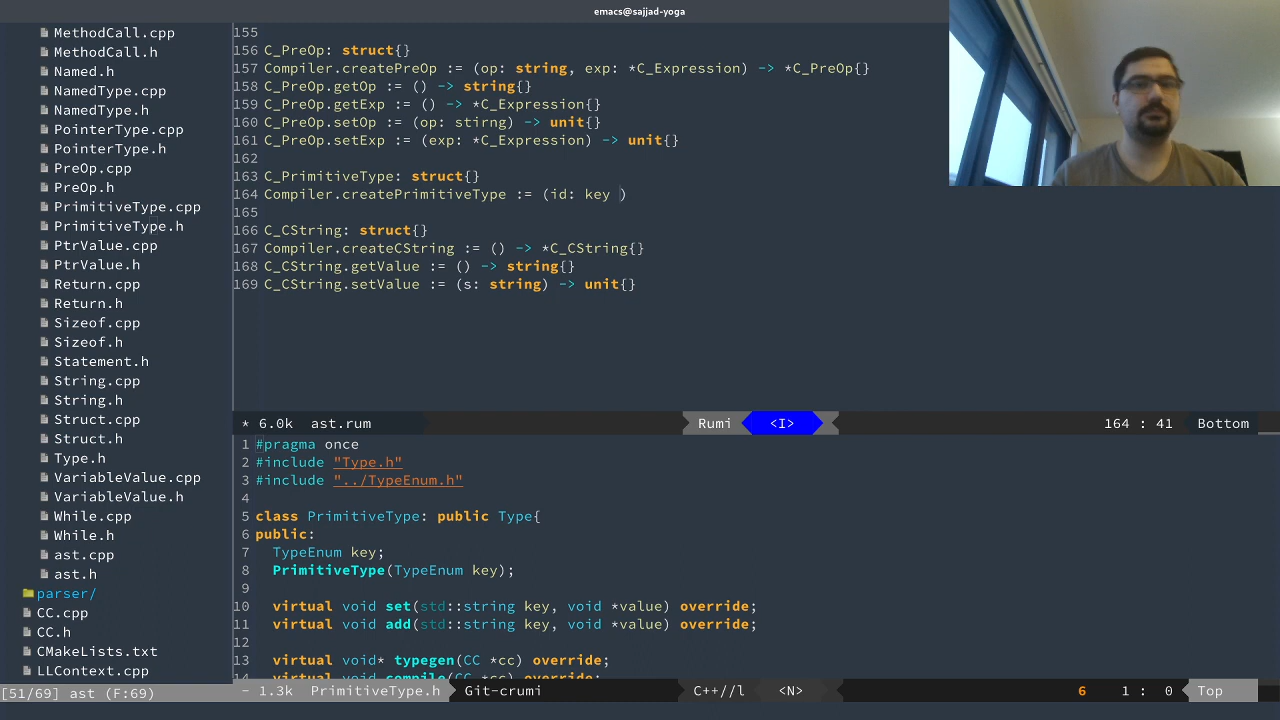 emacs@sajjad-yoga
MethodCall.cpp
MethodCall.h
Named.h
NamedType.cpp
NamedType.h
PointerType.cpp
PointerType.h
PreOp.cpp
PreOp.h
PrimitiveType.cpp
PrimitiveType.h
PtrValue.cpp
PtrValue.h
Return.cpp
Return.h
Sizeof.cpp
Sizeof.h
Statement.h
String.cpp
String.h
Struct.cpp
Struct.h
Type.h
VariableValue.cpp
VariableValue.h
While.cpp
While.h
ast.cpp
ast.h
parser/
CC.cpp
CC.h
CMakeLists.txt
LLContext.cpp
[51/69] ast (F:69)
155
156 C_PreOp: struct{}
157 Compiler.createPreOp := (op: string, exp: *C_Expression) -> *C_PreOp{}
158 C_PreOp.getOp := () -> string{}
159 C_PreOp.getExp := () -> *C_Expression{}
160 C_PreOp.setOp := (op: stirng) -> unit{}
161 C_PreOp.setExp := (exp: *C_Expression) -> unit{}
162
163 C_PrimitiveType: struct{}
164 Compiler.createPrimitiveType := (id: key )
165
166 C_CString: struct{}
167 Compiler.createCString := () -> *C_CString{}
168 C_CString.getValue := () -> string{}
169 C_CString.setValue := (s: string) -> unit{}
* 6.0k ast.rum Rumi <I> 164 : 41 Bottom
1 #pragma once
2 #include "Type.h"
3 #include "../TypeEnum.h"
4
5 class PrimitiveType: public Type{
6 public:
7 TypeEnum key;
8 PrimitiveType(TypeEnum key);
9
10 virtual void set(std::string key, void *value) override;
11 virtual void add(std::string key, void *value) override;
12
13 virtual void* typegen(CC *cc) override;
14 virtual void compile(CC *cc) override;
- 1.3k PrimitiveType.h Git-crumi C++//l <N> 6 1 : 0 Top